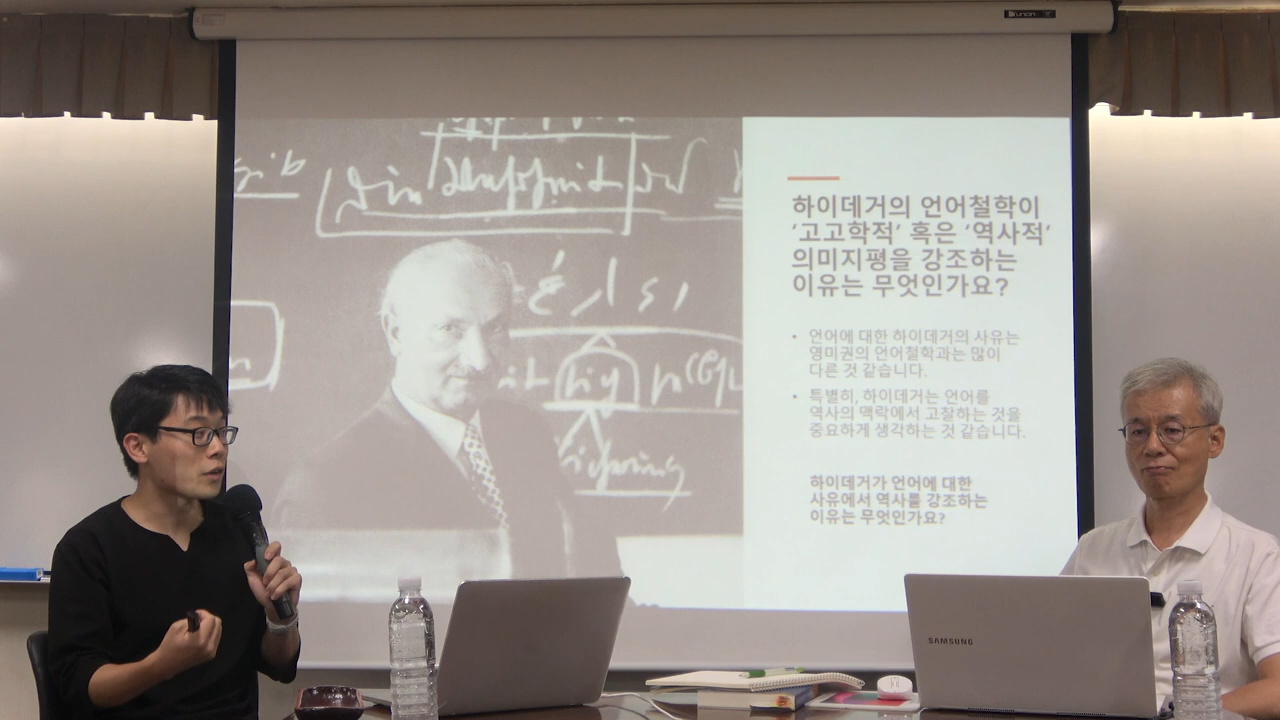 하이데거의 언어철학이
‘고고학적’ 혹은 ‘역사적’
의미지평을 강조하는
이유는 무엇인가요?
• 언어에 대한 하이데거의 사유는
영미권의 언어철학과는 많이
다른 것 같습니다.
• 특별히, 하이데거는 언어를
역사의 맥락에서 고찰하는 것을
중요하게 생각하는 것 같습니다.
하이데거가 언어에 대한
사유에서 역사를 강조하는
이유는 무엇인가요?
SAMSUNG